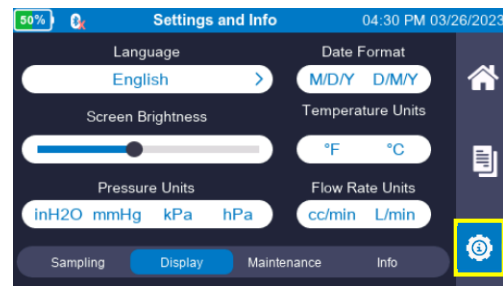 50% Settings and Info 04:30 PM 03/26/2023
Language
English
Date Format
M/D/Y D/M/Y
Screen Brightness
Temperature Units
°F °C
Pressure Units
inH2O mmHg kPa hPa
Flow Rate Units
cc/min L/min
Sampling Display Maintenance Info